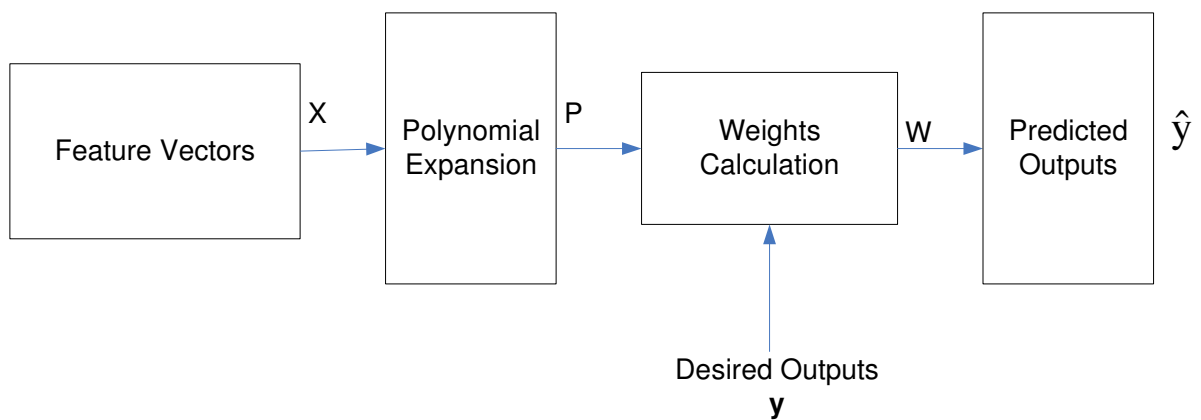 Feature Vectors
X
Polynomial
Expansion
P
Weights
Calculation
W
Predicted
Outputs
ŷ
Desired Outputs
y